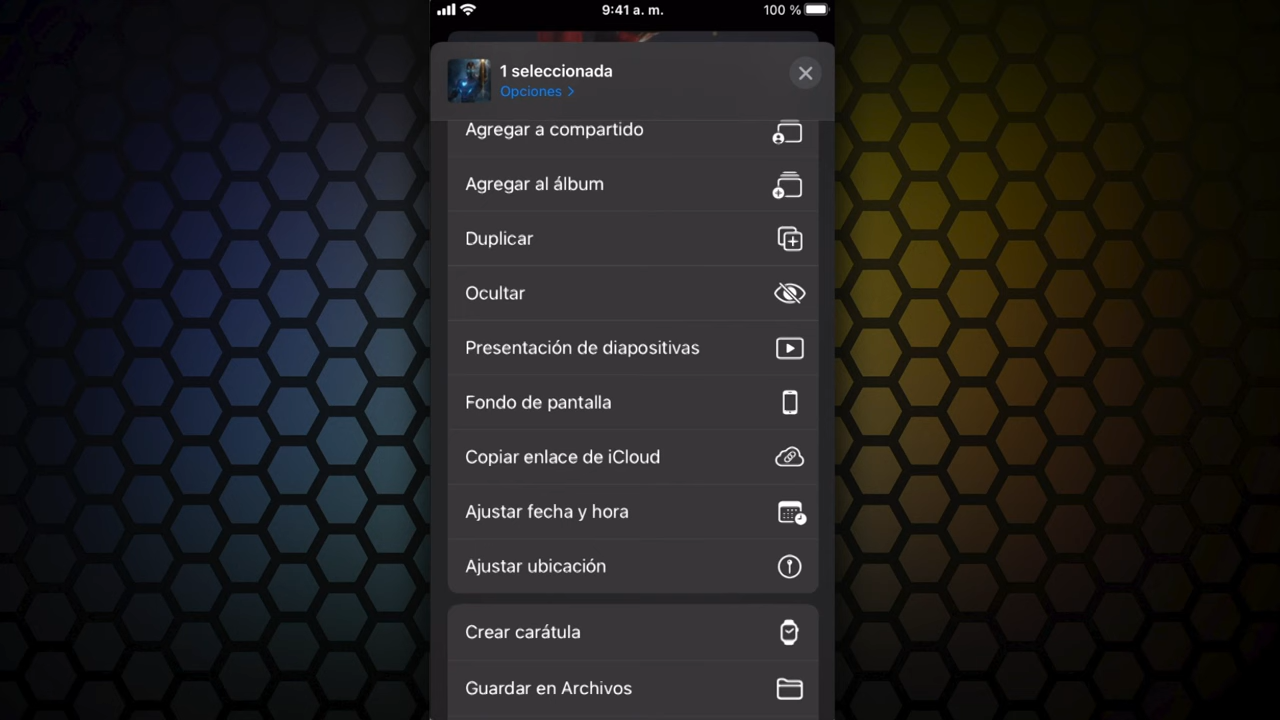 9:41 a. m.
100 %
1 seleccionada
Opciones
Agregar a compartido
Agregar al álbum
Duplicar
Ocultar
Presentación de diapositivas
Fondo de pantalla
Copiar enlace de iCloud
Ajustar fecha y hora
Ajustar ubicación
Crear carátula
Guardar en Archivos